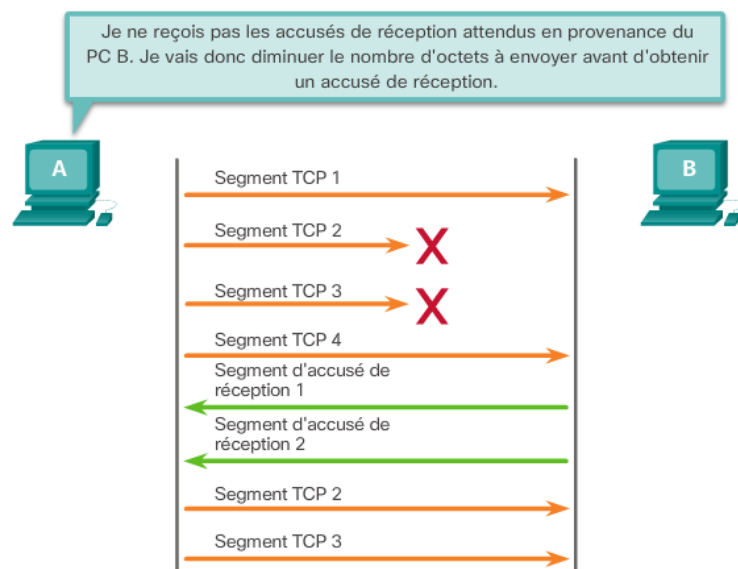 Je ne reçois pas les accusés de réception attendus en provenance du
PC B. Je vais donc diminuer le nombre d'octets à envoyer avant d'obtenir
un accusé de réception.
A
B
Segment TCP 1
Segment TCP 2
X
Segment TCP 3
X
Segment TCP 4
Segment d'accusé de
réception 1
Segment d'accusé de
réception 2
Segment TCP 2
Segment TCP 3